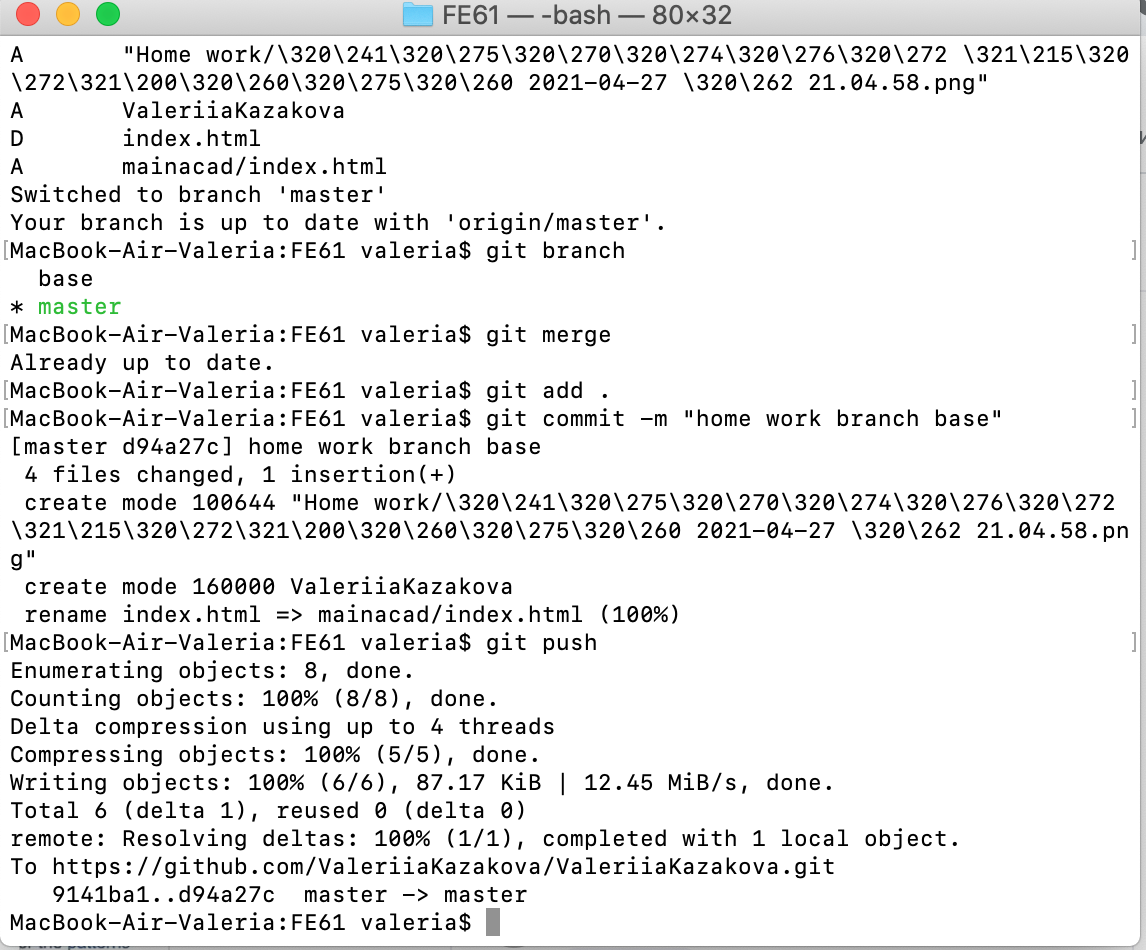 FE61 — -bash — 80×32
A       "Home work/\320\241\320\275\320\270\320\274\320\276\320\272 \321\215\320
\272\321\200\320\260\320\275\320\260 2021-04-27 \320\262 21.04.58.png"
A       ValeriiaKazakova
D       index.html
A       mainacad/index.html
Switched to branch 'master'
Your branch is up to date with 'origin/master'.
[MacBook-Air-Valeria:FE61 valeria$ git branch ]
  base
* master
[MacBook-Air-Valeria:FE61 valeria$ git merge ]
Already up to date.
[MacBook-Air-Valeria:FE61 valeria$ git add . ]
[MacBook-Air-Valeria:FE61 valeria$ git commit -m "home work branch base" ]
[master d94a27c] home work branch base
 4 files changed, 1 insertion(+)
 create mode 100644 "Home work/\320\241\320\275\320\270\320\274\320\276\320\272
\321\215\320\272\321\200\320\260\320\275\320\260 2021-04-27 \320\262 21.04.58.pn
g"
 create mode 160000 ValeriiaKazakova
 rename index.html => mainacad/index.html (100%)
[MacBook-Air-Valeria:FE61 valeria$ git push ]
Enumerating objects: 8, done.
Counting objects: 100% (8/8), done.
Delta compression using up to 4 threads
Compressing objects: 100% (5/5), done.
Writing objects: 100% (6/6), 87.17 KiB | 12.45 MiB/s, done.
Total 6 (delta 1), reused 0 (delta 0)
remote: Resolving deltas: 100% (1/1), completed with 1 local object.
To https://github.com/ValeriiaKazakova/ValeriiaKazakova.git
   9141ba1..d94a27c  master -> master
MacBook-Air-Valeria:FE61 valeria$